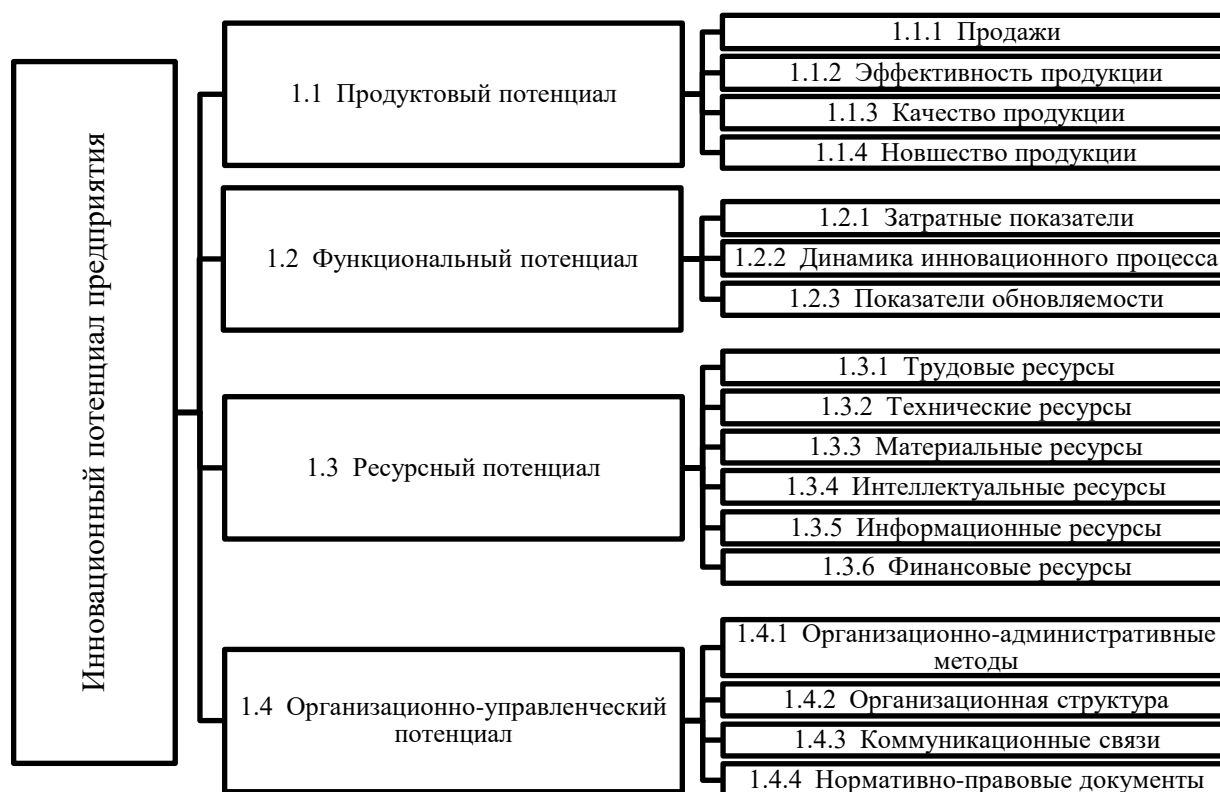 Инновационный потенциал предприятия
1.1 Продуктовый потенциал
1.1.1 Продажи
1.1.2 Эффективность продукции
1.1.3 Качество продукции
1.1.4 Новшество продукции
1.2 Функциональный потенциал
1.2.1 Затратные показатели
1.2.2 Динамика инновационного процесса
1.2.3 Показатели обновляемости
1.3 Ресурсный потенциал
1.3.1 Трудовые ресурсы
1.3.2 Технические ресурсы
1.3.3 Материальные ресурсы
1.3.4 Интеллектуальные ресурсы
1.3.5 Информационные ресурсы
1.3.6 Финансовые ресурсы
1.4 Организационно-управленческий
потенциал
1.4.1 Организационно-административные
методы
1.4.2 Организационная структура
1.4.3 Коммуникационные связи
1.4.4 Нормативно-правовые документы